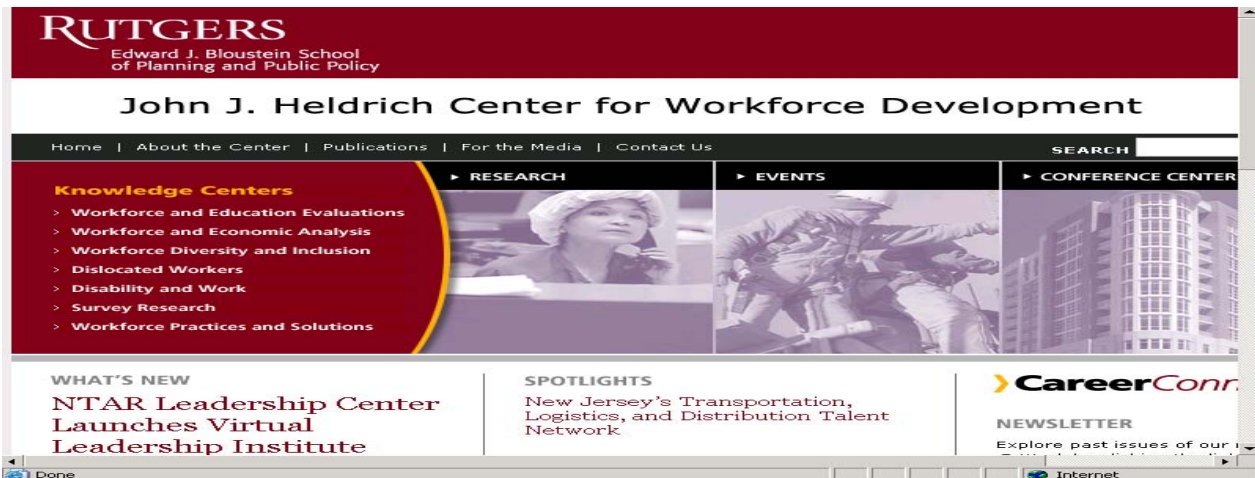 RUTGERS
Edward J. Bloustein School
of Planning and Public Policy
John J. Heldrich Center for Workforce Development
Home | About the Center | Publications | For the Media | Contact Us
SEARCH
Knowledge Centers
> Workforce and Education Evaluations
> Workforce and Economic Analysis
> Workforce Diversity and Inclusion
> Dislocated Workers
> Disability and Work
> Survey Research
> Workforce Practices and Solutions
RESEARCH
EVENTS
CONFERENCE CENTER
WHAT'S NEW
NTAR Leadership Center
Launches Virtual
Leadership Institute
SPOTLIGHTS
New Jersey's Transportation,
Logistics, and Distribution Talent
Network
CareerConn
NEWSLETTER
Explore past issues of our
Done
Internet